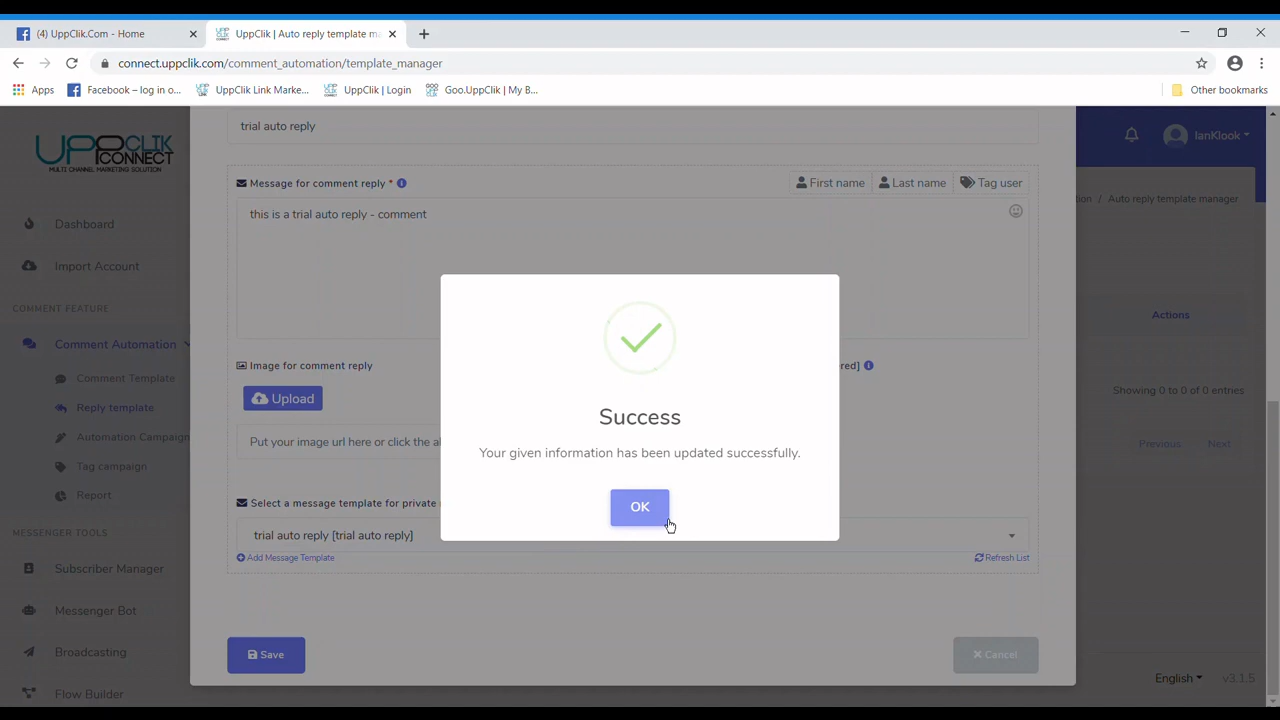 (4) UppClik.Com - Home
UppClik | Auto reply template ma
connect.uppclik.com/comment_automation/template_manager
Apps
Facebook – log in o...
UppClik Link Marke...
UppClik | Login
Goo.UppClik | My B...
Other bookmarks
UPPCLIK
CONNECT
MULTI CHANNEL MARKETING SOLUTION
IanKlook
Auto reply template manager
Dashboard
Import Account
COMMENT FEATURE
Comment Automation
Comment Template
Reply template
Automation Campaign
Tag campaign
Report
MESSENGER TOOLS
Subscriber Manager
Messenger Bot
Broadcasting
Flow Builder
trial auto reply
Message for comment reply *
First name
Last name
Tag user
this is a trial auto reply - comment
Image for comment reply
Upload
Put your image url here or click the
Select a message template for private
trial auto reply [trial auto reply]
Add Message Template
Refresh List
Save
Cancel
Success
Your given information has been updated successfully.
OK
Actions
Showing 0 to 0 of 0 entries
Previous
Next
English
v3.1.5